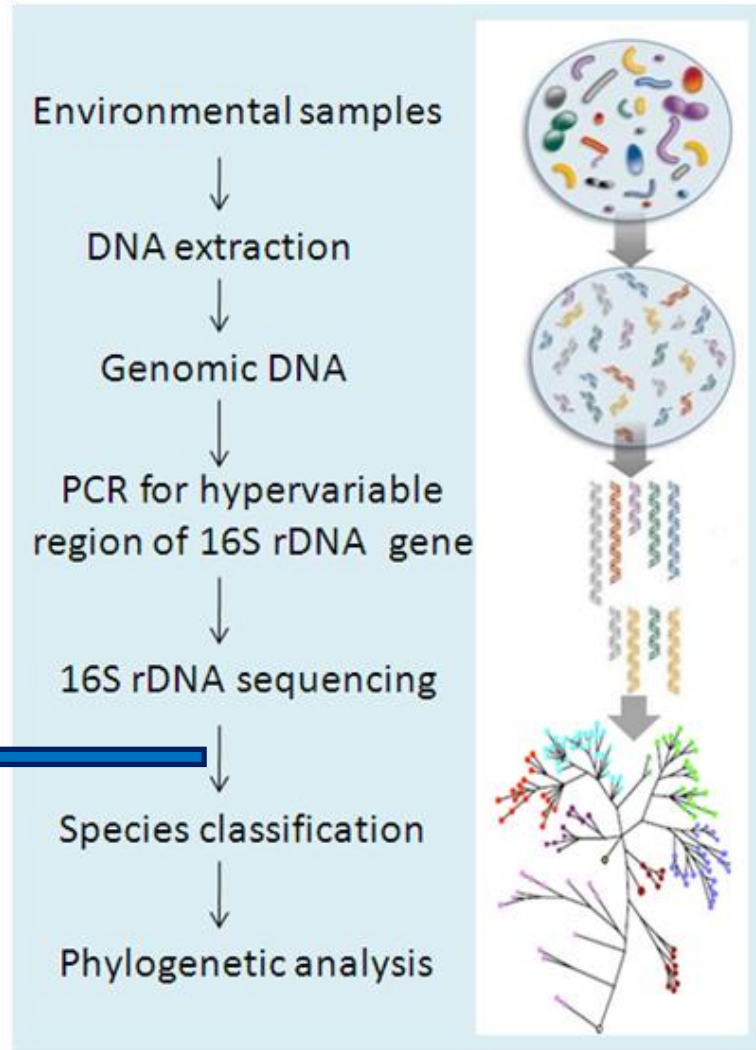 Environmental samples
DNA extraction
Genomic DNA
PCR for hypervariable
region of 16S rDNA gene
16S rDNA sequencing
Species classification
Phylogenetic analysis